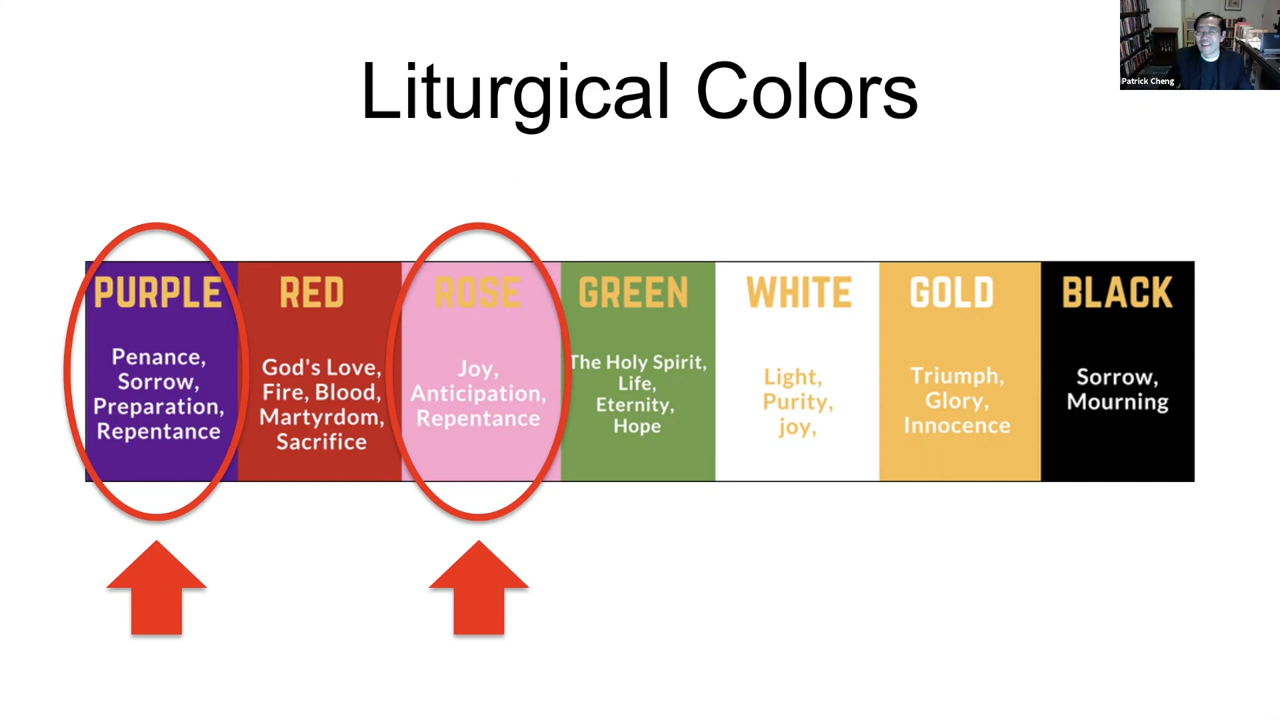 Patrick Cheng
Liturgical Colors
PURPLE
Penance,
Sorrow,
Preparation,
Repentance
RED
God's Love,
Fire, Blood,
Martyrdom,
Sacrifice
ROSE
Joy,
Anticipation,
Repentance
GREEN
The Holy Spirit,
Life,
Eternity,
Hope
WHITE
Light,
Purity,
joy,
GOLD
Triumph,
Glory,
Innocence
BLACK
Sorrow,
Mourning